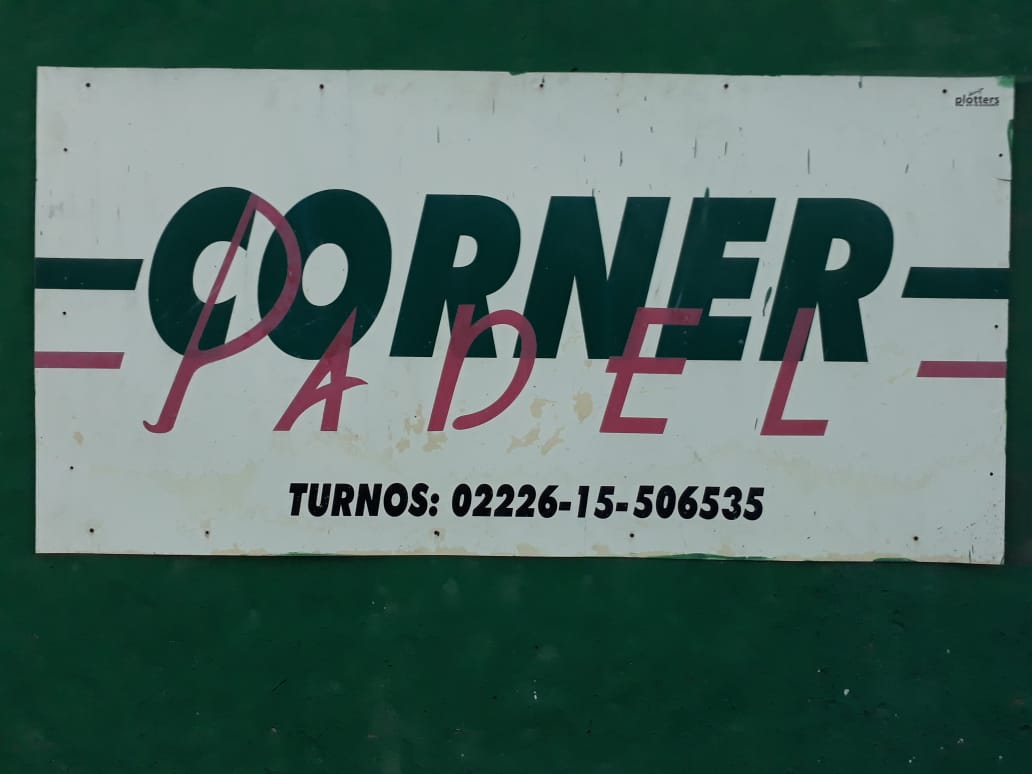 plotters
CORNER
PADEL
TURNOS: 02226-15-506535